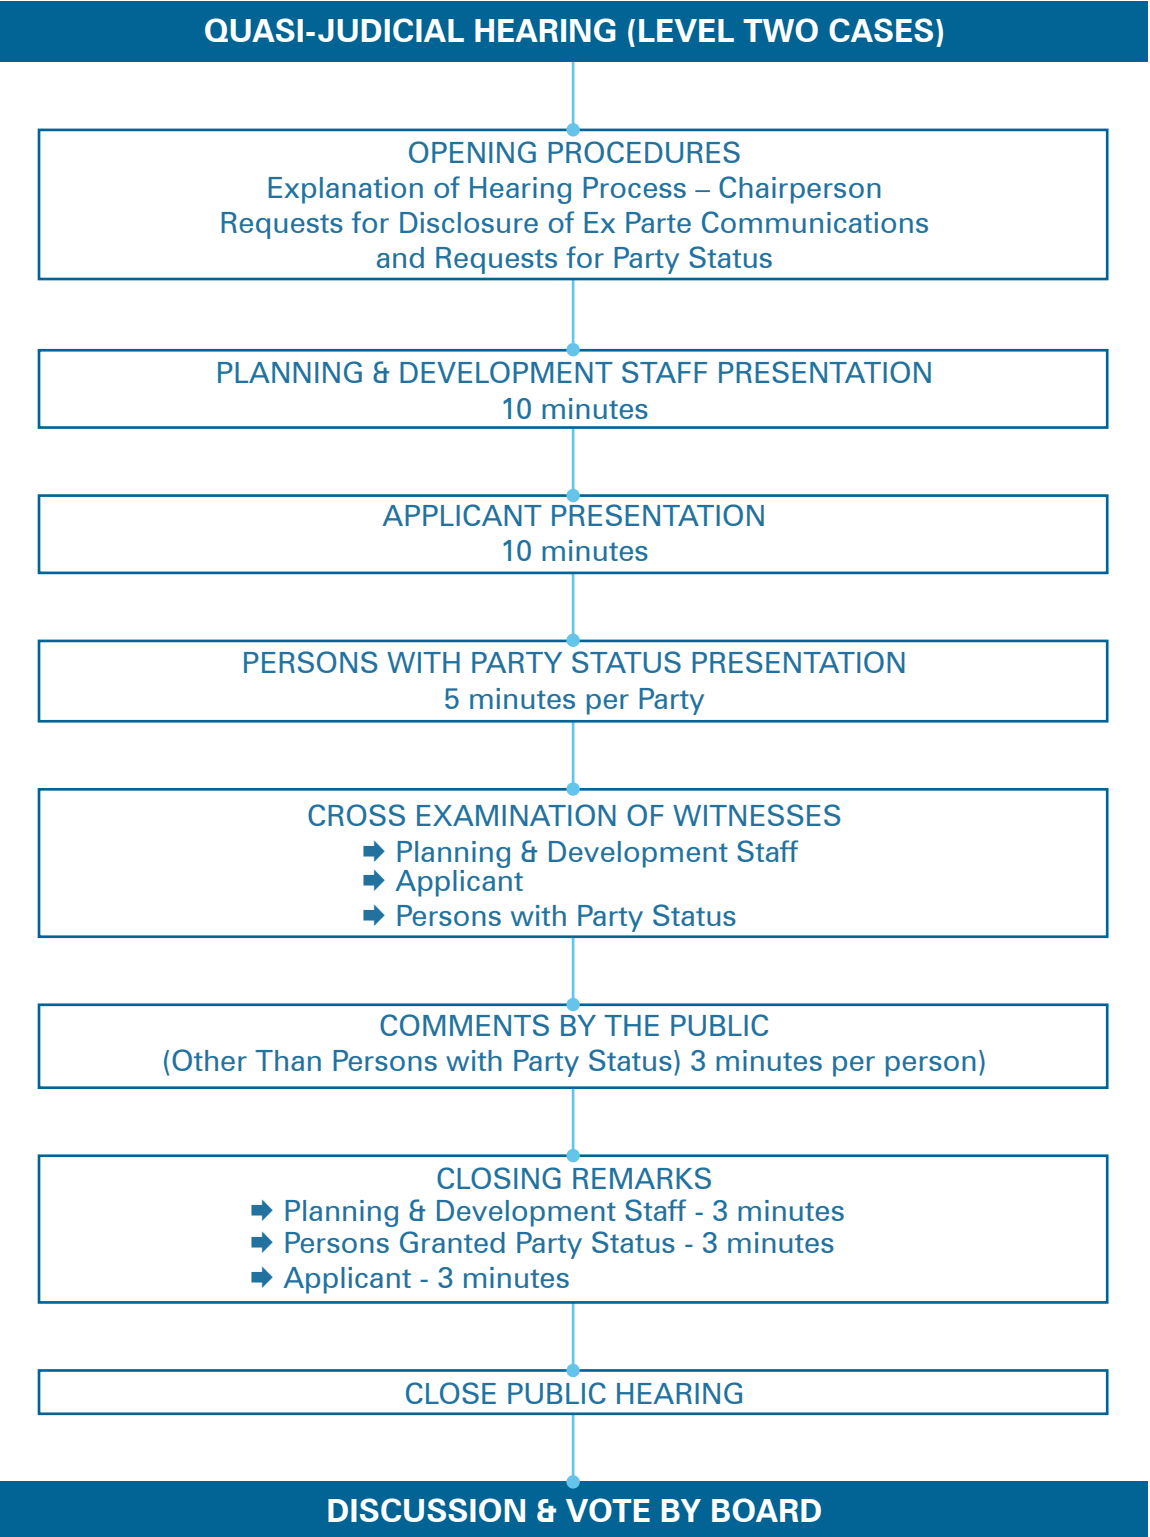 QUASI-JUDICIAL HEARING (LEVEL TWO CASES)
OPENING PROCEDURES
Explanation of Hearing Process – Chairperson
Requests for Disclosure of Ex Parte Communications
and Requests for Party Status
PLANNING & DEVELOPMENT STAFF PRESENTATION
10 minutes
APPLICANT PRESENTATION
10 minutes
PERSONS WITH PARTY STATUS PRESENTATION
5 minutes per Party
CROSS EXAMINATION OF WITNESSES
Planning & Development Staff
Applicant
Persons with Party Status
COMMENTS BY THE PUBLIC
(Other Than Persons with Party Status) 3 minutes per person)
CLOSING REMARKS
Planning & Development Staff - 3 minutes
Persons Granted Party Status - 3 minutes
Applicant - 3 minutes
CLOSE PUBLIC HEARING
DISCUSSION & VOTE BY BOARD